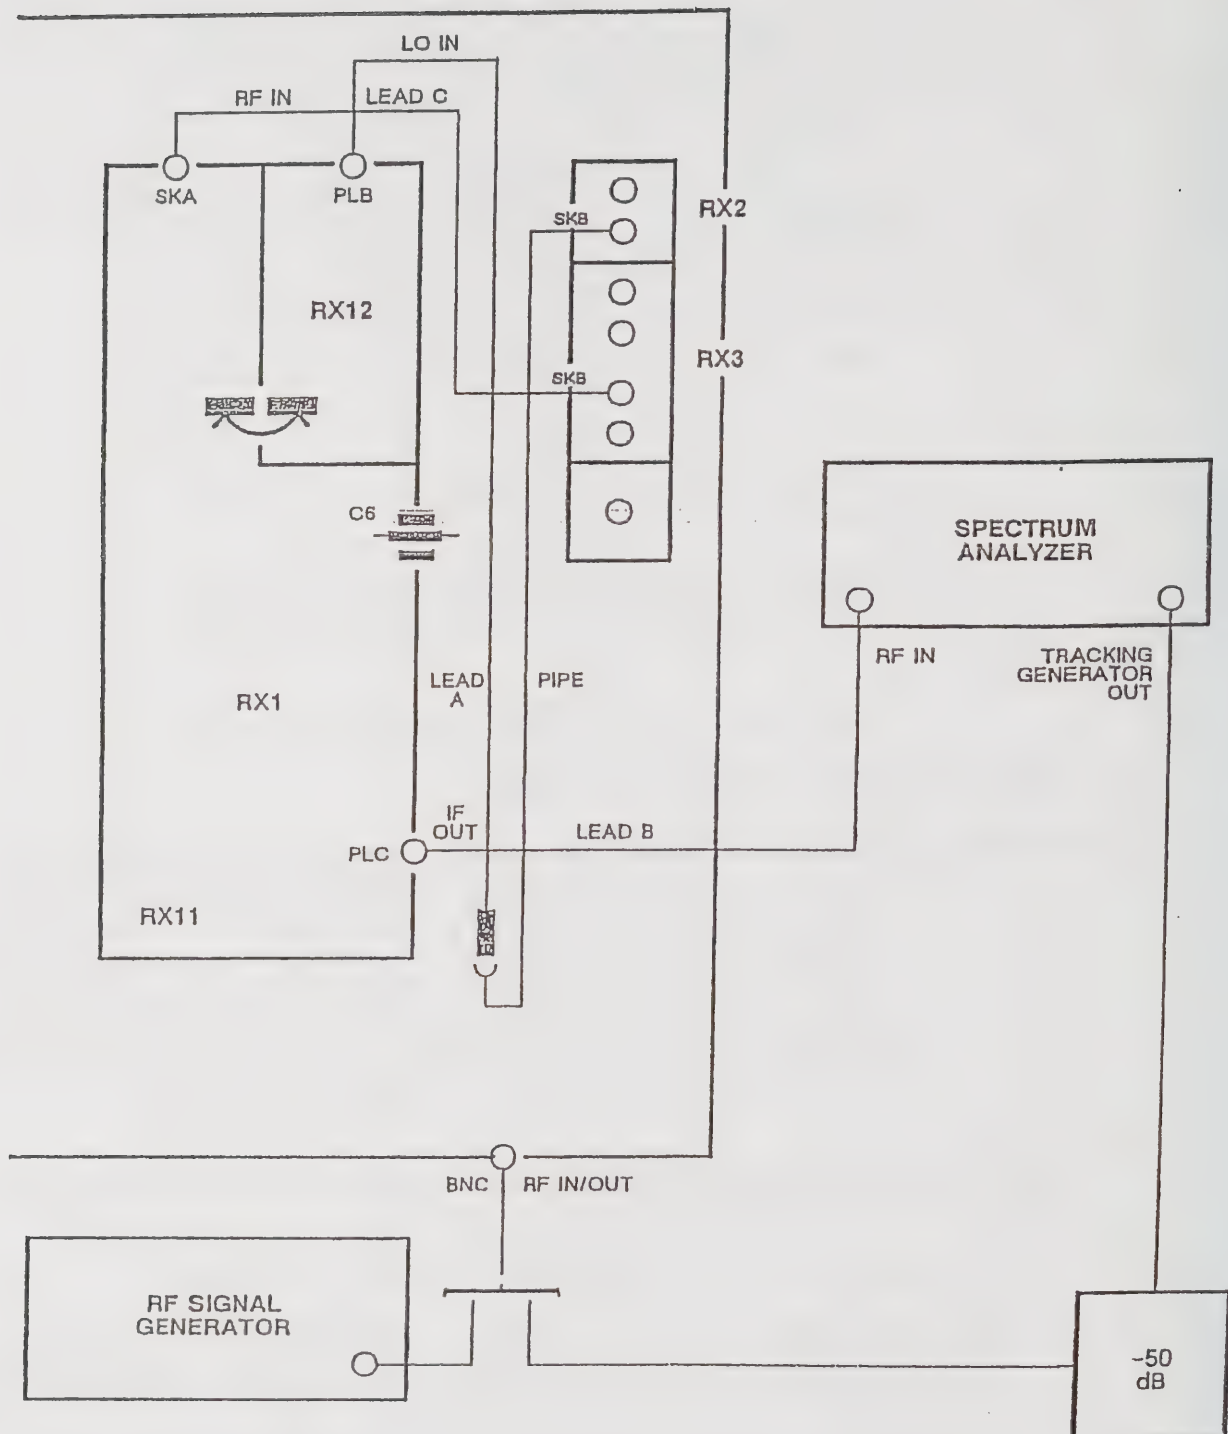 LO IN
RF IN
LEAD C
SKA
PLB
SKB
RX2
RX12
RX3
SKB
C6
SPECTRUM
ANALYZER
RF IN
TRACKING
GENERATOR
OUT
LEAD
A
PIPE
RX1
IF
OUT
LEAD B
PLC
RX11
BNC
RF IN/OUT
RF SIGNAL
GENERATOR
-50
dB